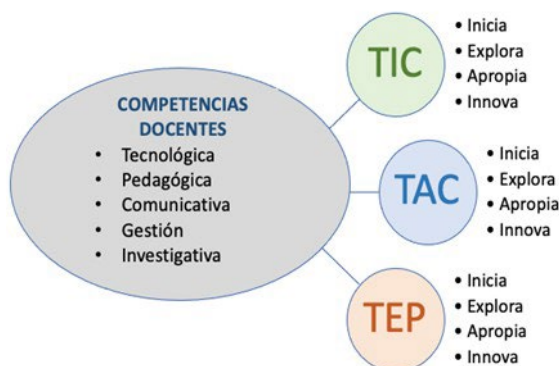 COMPETENCIAS
DOCENTES
• Tecnológica
• Pedagógica
• Comunicativa
• Gestión
• Investigativa
TIC
• Inicia
• Explora
• Apropia
• Innova
TAC
• Inicia
• Explora
• Apropia
• Innova
TEP
• Inicia
• Explora
• Apropia
• Innova